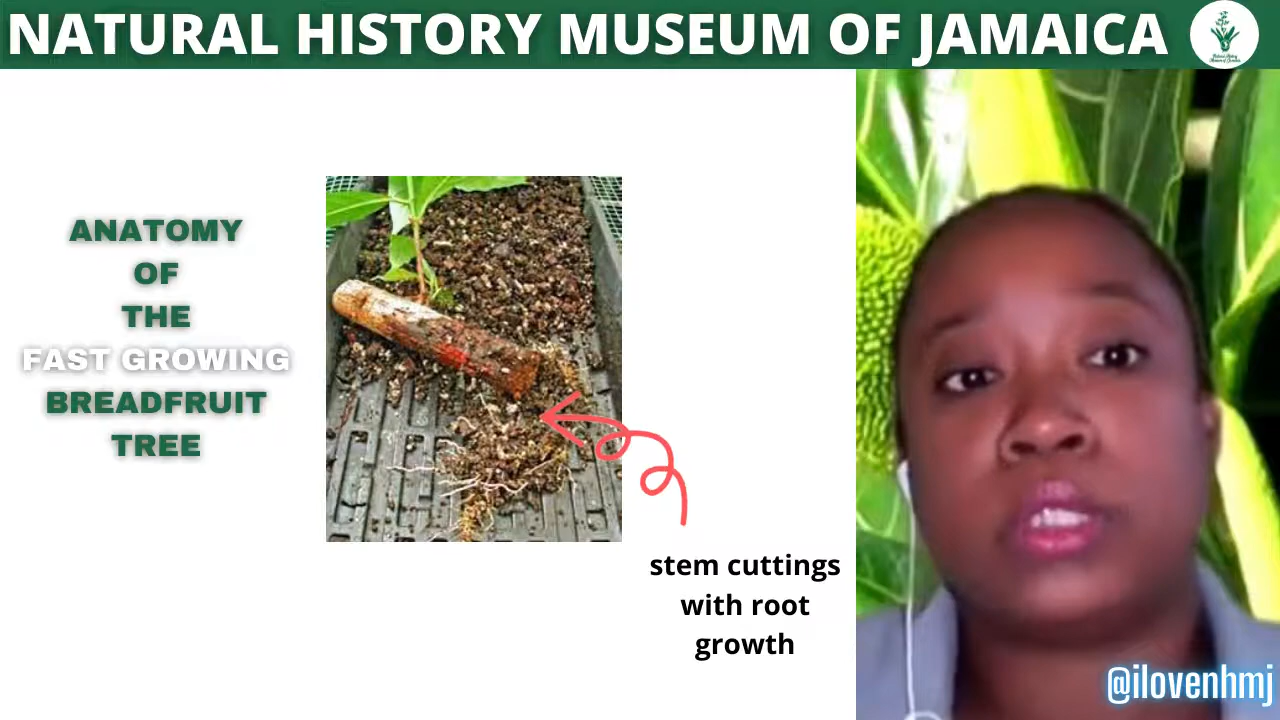 NATURAL HISTORY MUSEUM OF JAMAICA
ANATOMY
OF
THE
FAST GROWING
BREADFRUIT
TREE
stem cuttings
with root
growth
@ilovenhmj